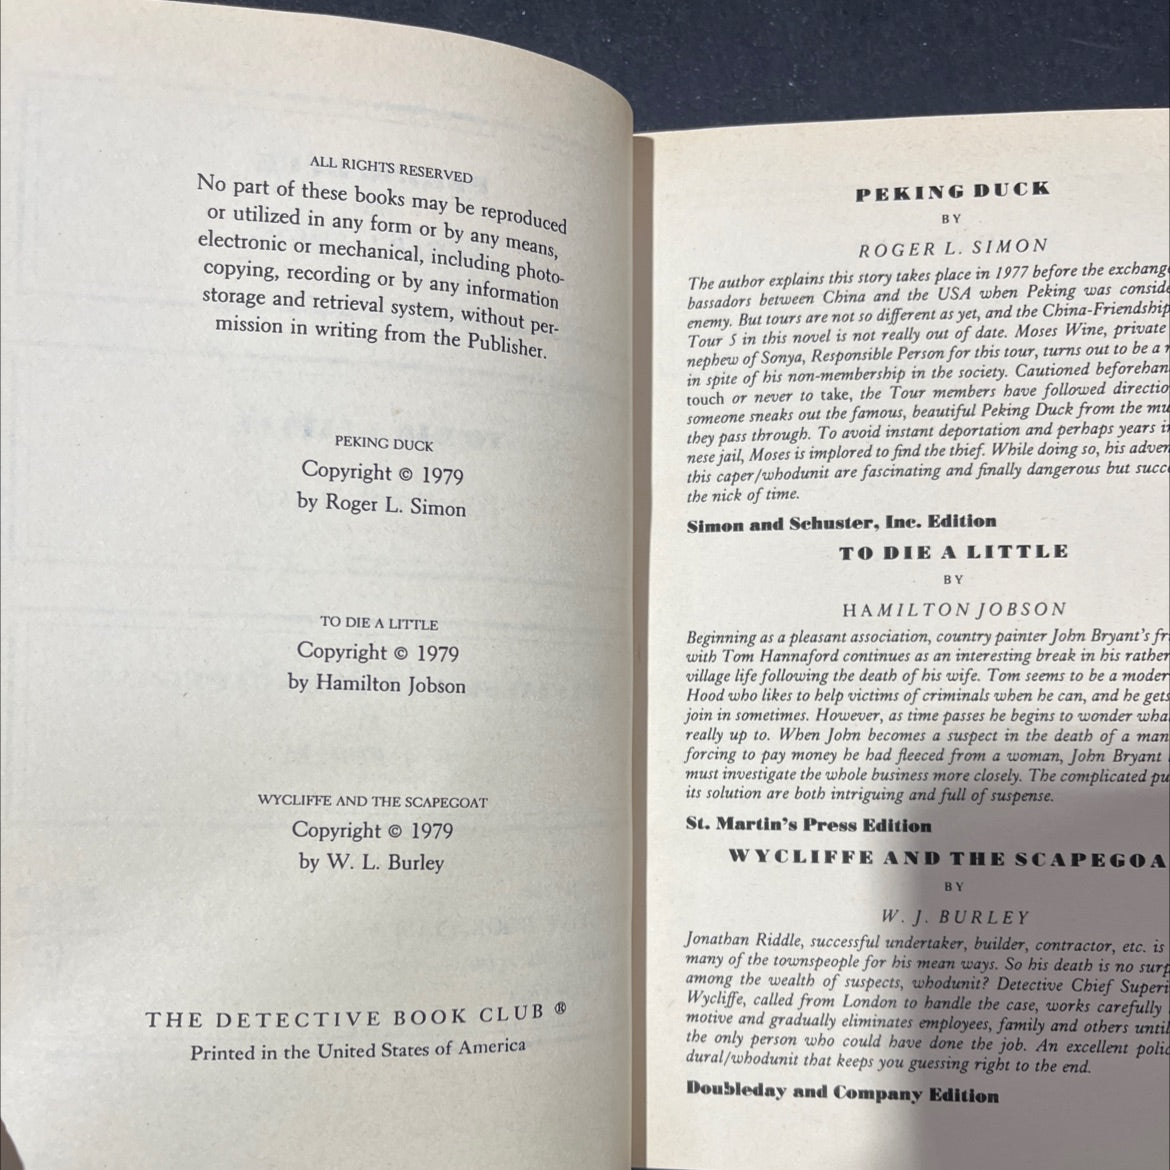 ALL RIGHTS RESERVED
No part of these books may be reproduced
or utilized in any form or by any means,
electronic or mechanical, including photo-
copying, recording or by any information
storage and retrieval system, without per-
mission in writing from the Publisher.
PEKING DUCK
Copyright © 1979
by Roger L. Simon
TO DIE A LITTLE
Copyright © 1979
by Hamilton Jobson
WYCLIFFE AND THE SCAPEGOAT
Copyright © 1979
by W. L. Burley
THE DETECTIVE BOOK CLUB ®
Printed in the United States of America
PEKING DUCK
BY
ROGER L. SIMON
The author explains this story takes place in 1977 before the exchang
bassadors between China and the USA when Peking was conside
enemy. But tours are not so different as yet, and the China-Friendship
Tour 5 in this novel is not really out of date. Moses Wine, private
nephew of Sonya, Responsible Person for this tour, turns out to be a
in spite of his non-membership in the society. Cautioned beforehan
touch or never to take, the Tour members have followed directio
someone sneaks out the famous, beautiful Peking Duck from the mu
they pass through. To avoid instant deportation and perhaps years i
nese jail, Moses is implored to find the thief. While doing so, his adven
this caper/whodunit are fascinating and finally dangerous but succ
the nick of time.
Simon and Schuster, Inc. Edition
TO DIE A LITTLE
BY
HAMILTON JOBSON
Beginning as a pleasant association, country painter John Bryant's fr
with Tom Hannaford continues as an interesting break in his rather
village life following the death of his wife. Tom seems to be a moder
Hood who likes to help victims of criminals when he can, and he gets
join in sometimes. However, as time passes he begins to wonder wha
really up to. When John becomes a suspect in the death of a man
forcing to pay money he had fleeced from a woman, John Bryant
must investigate the whole business more closely. The complicated pu
its solution are both intriguing and full of suspense.
St. Martin's Press Edition
WYCLIFFE AND THE SCAPEGOA
BY
W. J. BURLEY
Jonathan Riddle, successful undertaker, builder, contractor, etc. is
many of the townspeople for his mean ways. So his death is no surp
among the wealth of suspects, whodunit? Detective Chief Superi
Wycliffe, called from London to handle the case, works carefully
motive and gradually eliminates employees, family and others until
the only person who could have done the job. An excellent polic
dural/whodunit that keeps you guessing right to the end.
Doubleday and Company Edition